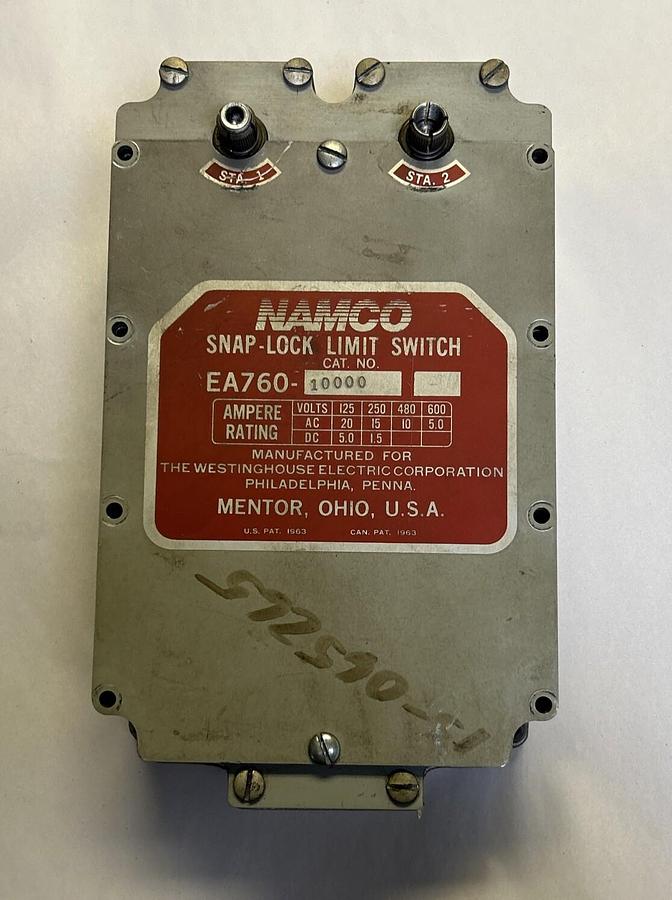 STA. 1
STA. 2
NAMCO
SNAP-LOCK LIMIT SWITCH
CAT. NO.
EA760- 10000
AMPERE RATING
VOLTS 125 250 480 600
AC 20 15 10 5.0
DC 5.0 1.5
MANUFACTURED FOR
THE WESTINGHOUSE ELECTRIC CORPORATION
PHILADELPHIA, PENNA.
MENTOR, OHIO, U.S.A.
U.S. PAT. 1963 CAN. PAT. 1963